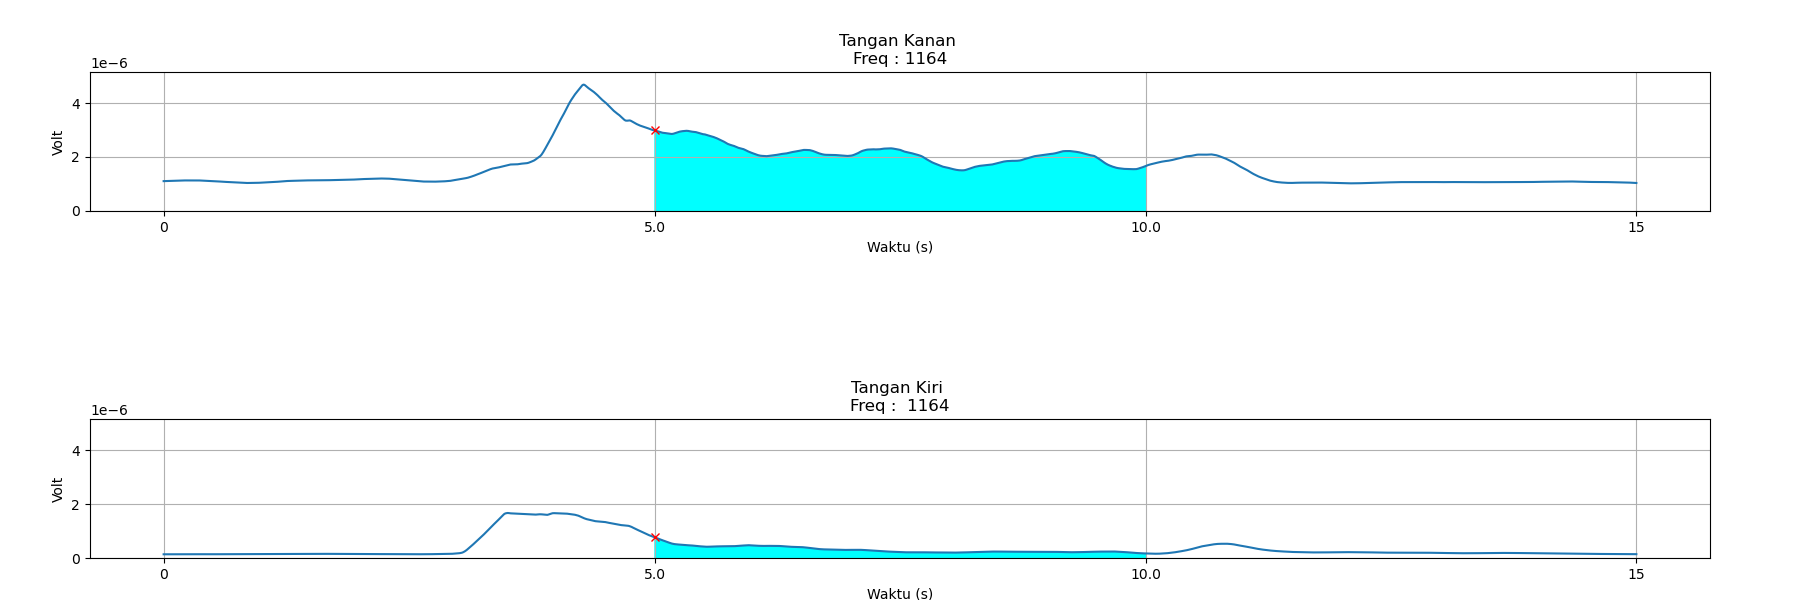 Tangan Kanan
Freq : 1164
1e−6
4
2
0
Volt
0
5.0
10.0
15
Waktu (s)
Tangan Kiri
Freq :  1164
1e−6
4
2
0
Volt
0
5.0
10.0
15
Waktu (s)